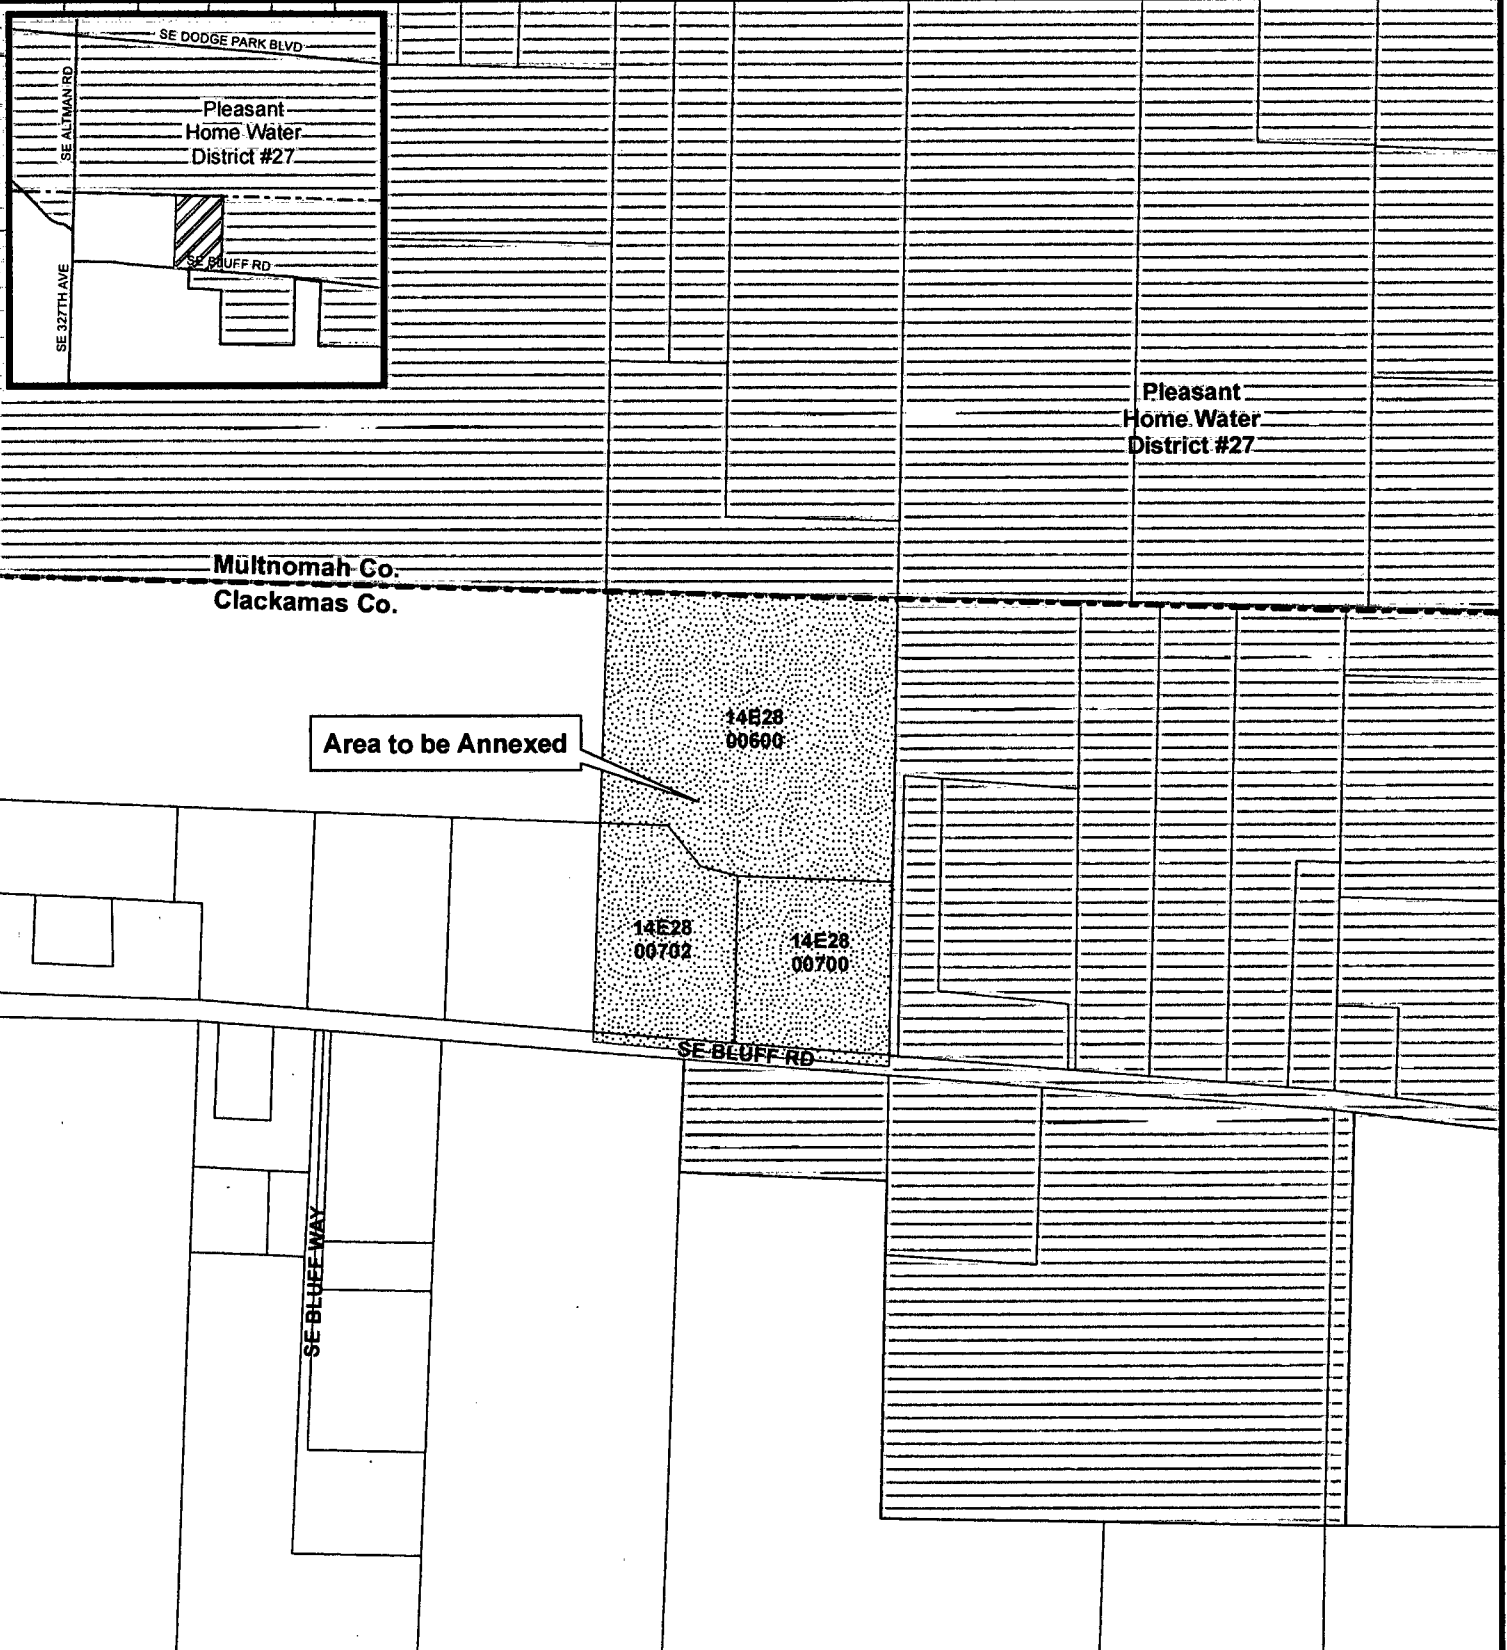 SE DODGE PARK BLVD
SE ALTMAN RD
Pleasant
Home Water
District #27
SE BLUFF RD
SE 327TH AVE
Pleasant
Home Water
District #27
Multnomah Co.
Clackamas Co.
14E28
00600
Area to be Annexed
14E28
00702
14E28
00700
SE BLUFF RD
SE BLUFF WAY